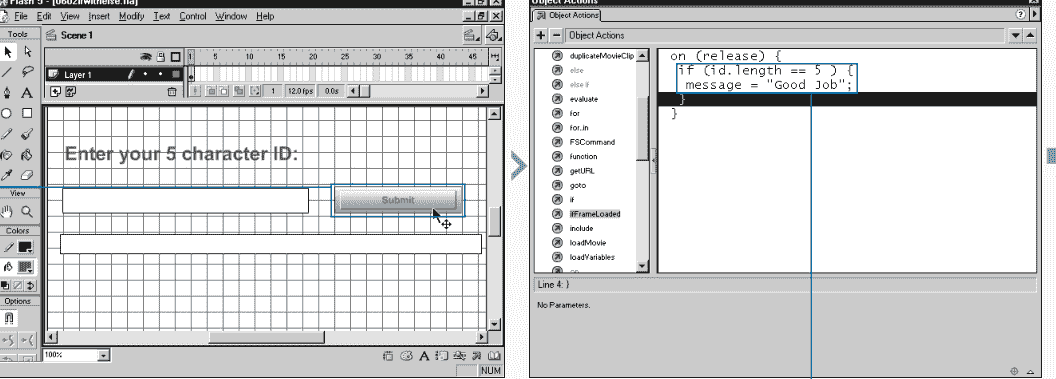 Flash 5 - [0602ifwithelse.fla]
File Edit View Insert Modify Text Control Window Help
Tools
Scene 1
1 5 10 15 20 25 30 35 40 45
Layer 1
1 12.0 fps 0.0s
Enter your 5 character ID:
Submit
View
Colors
Options
100%
NUM
Object Actions
Object Actions
Object Actions
duplicateMovieClip
else
else if
evaluate
for
for..in
FSCommand
function
getURL
goto
if
ifFrameLoaded
include
loadMovie
loadVariables
on (release) {
if (id.length == 5 ) {
message = "Good Job";
}
}
Line 4: }
No Parameters.